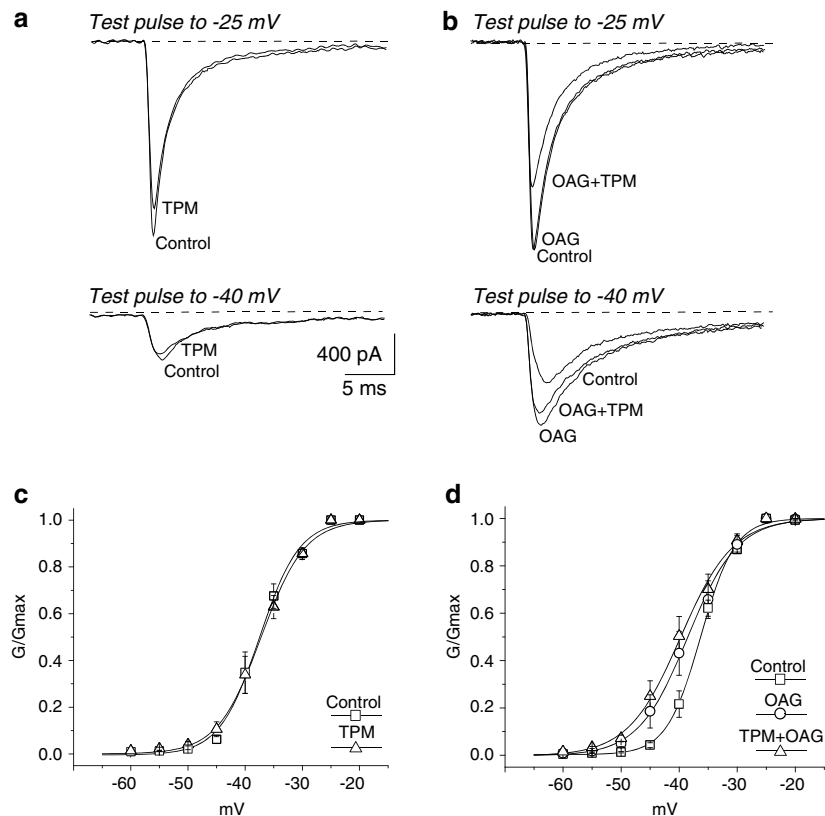 a
Test pulse to -25 mV
TPM
Control
Test pulse to -40 mV
TPM
Control
400 pA
5 ms
b
Test pulse to -25 mV
OAG+TPM
OAG
Control
Test pulse to -40 mV
Control
OAG+TPM
OAG
c
1.0
0.8
0.6
0.4
0.2
0.0
G/Gmax
Control
TPM
-60 -50 -40 -30 -20
mV
d
1.0
0.8
0.6
0.4
0.2
0.0
G/Gmax
Control
OAG
TPM+OAG
-60 -50 -40 -30 -20
mV